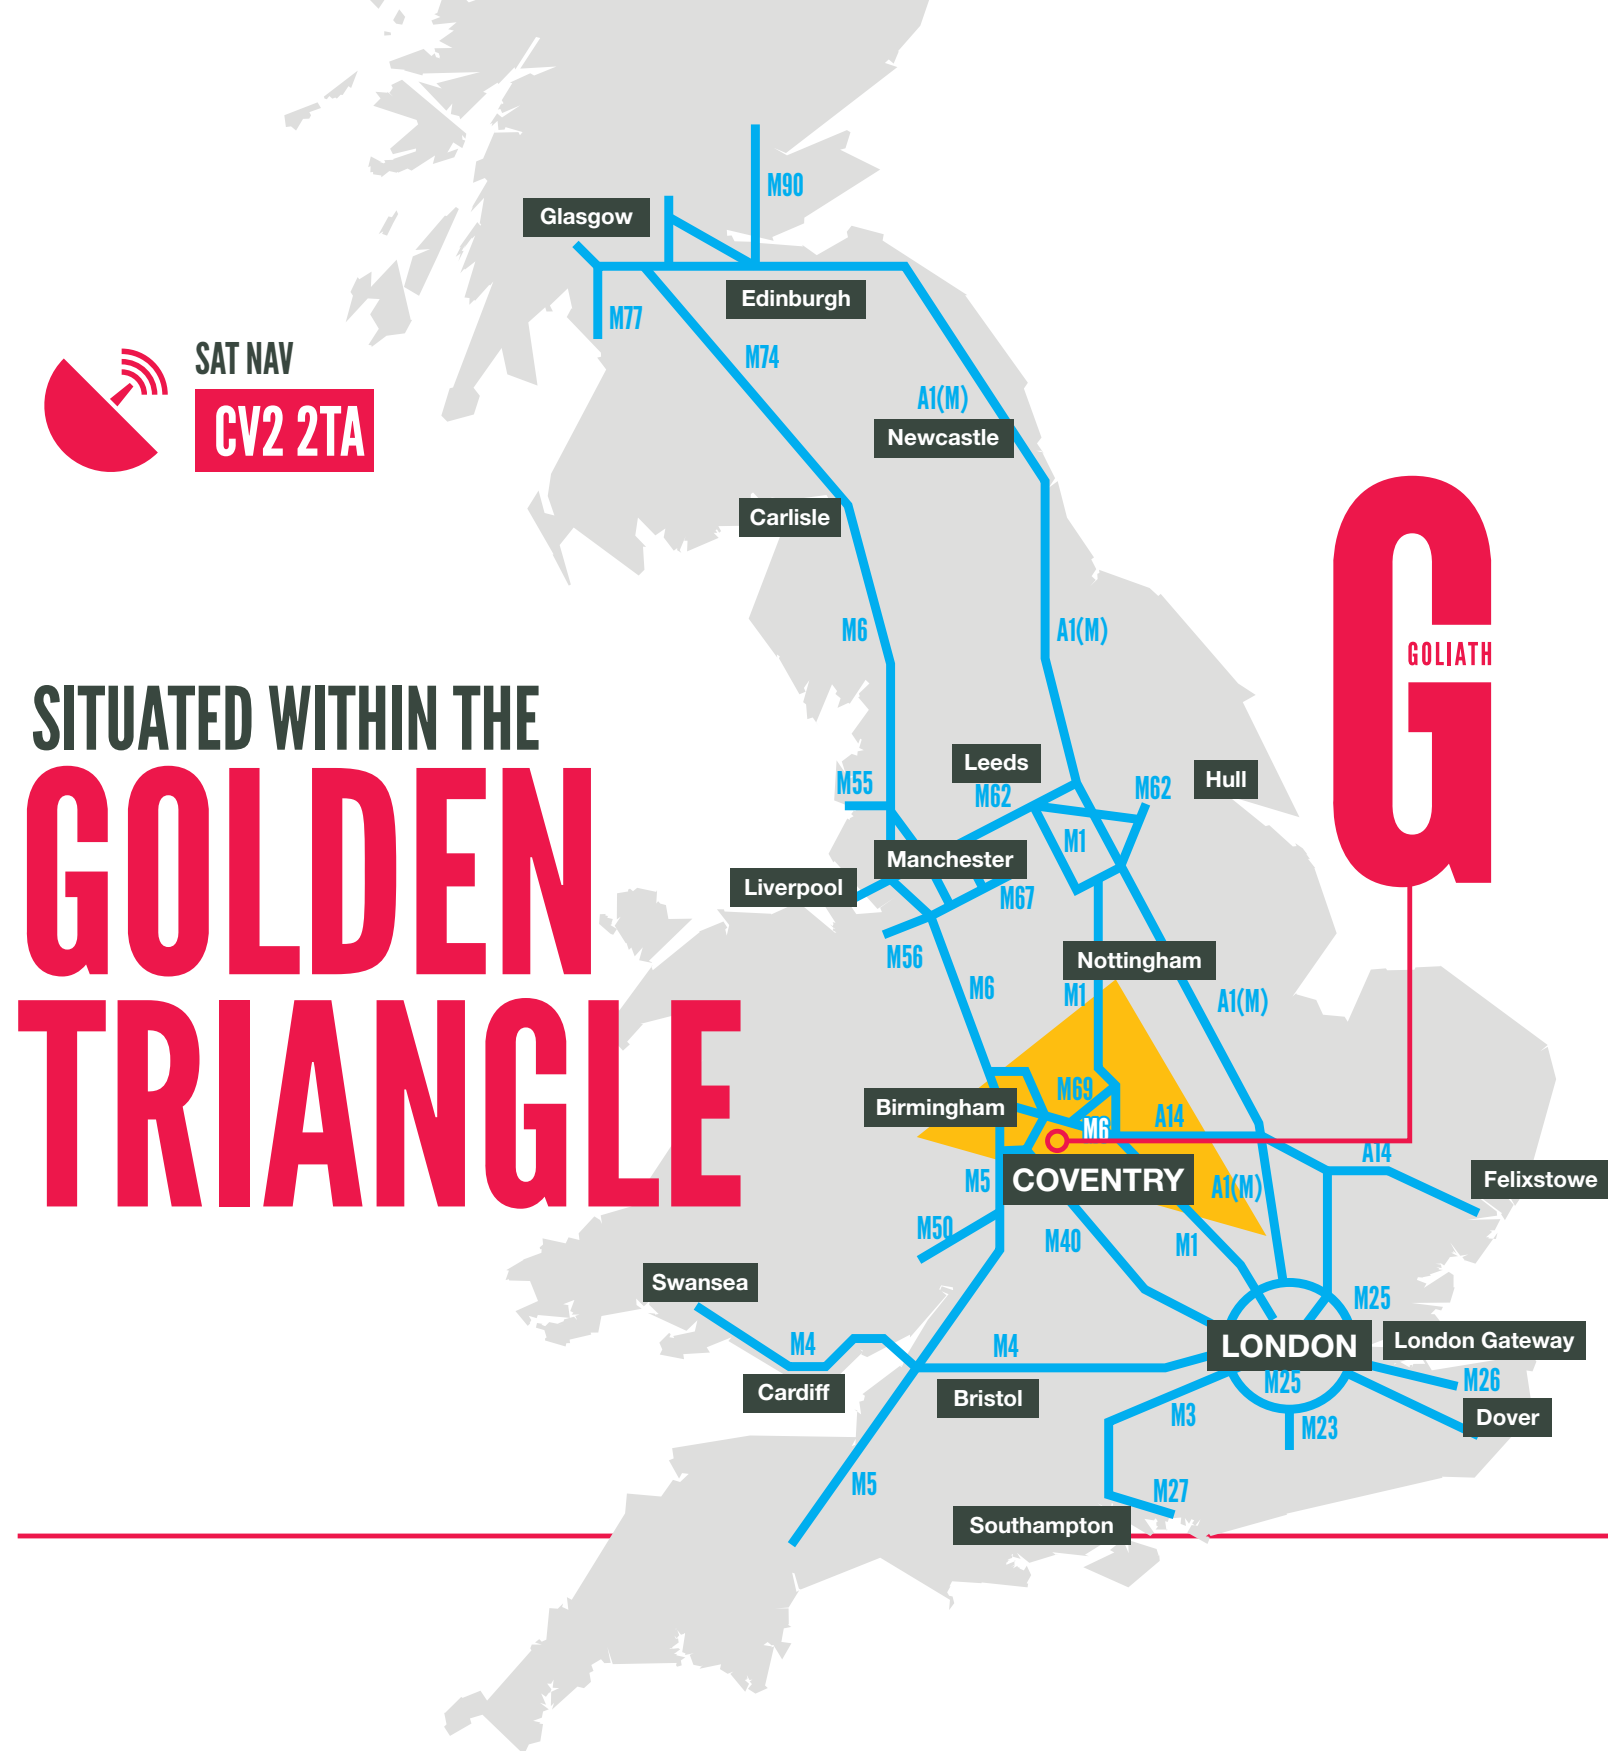 M90
Glasgow
Edinburgh
M77
SAT NAV
CV2 2TA
M74
A1(M)
Newcastle
Carlisle
M6
A1(M)
GOLIATH
SITUATED WITHIN THE
GOLDEN
TRIANGLE
Leeds
Hull
M55
M62
M62
M1
Manchester
Liverpool
M67
M56
Nottingham
M6
M1
A1(M)
Birmingham
M69
M6
A14
A14
COVENTRY
M5
A1(M)
Felixstowe
M50
M40
M1
Swansea
M25
M4
M4
LONDON
London Gateway
Cardiff
Bristol
M25
M26
M3
M23
Dover
M5
M27
Southampton